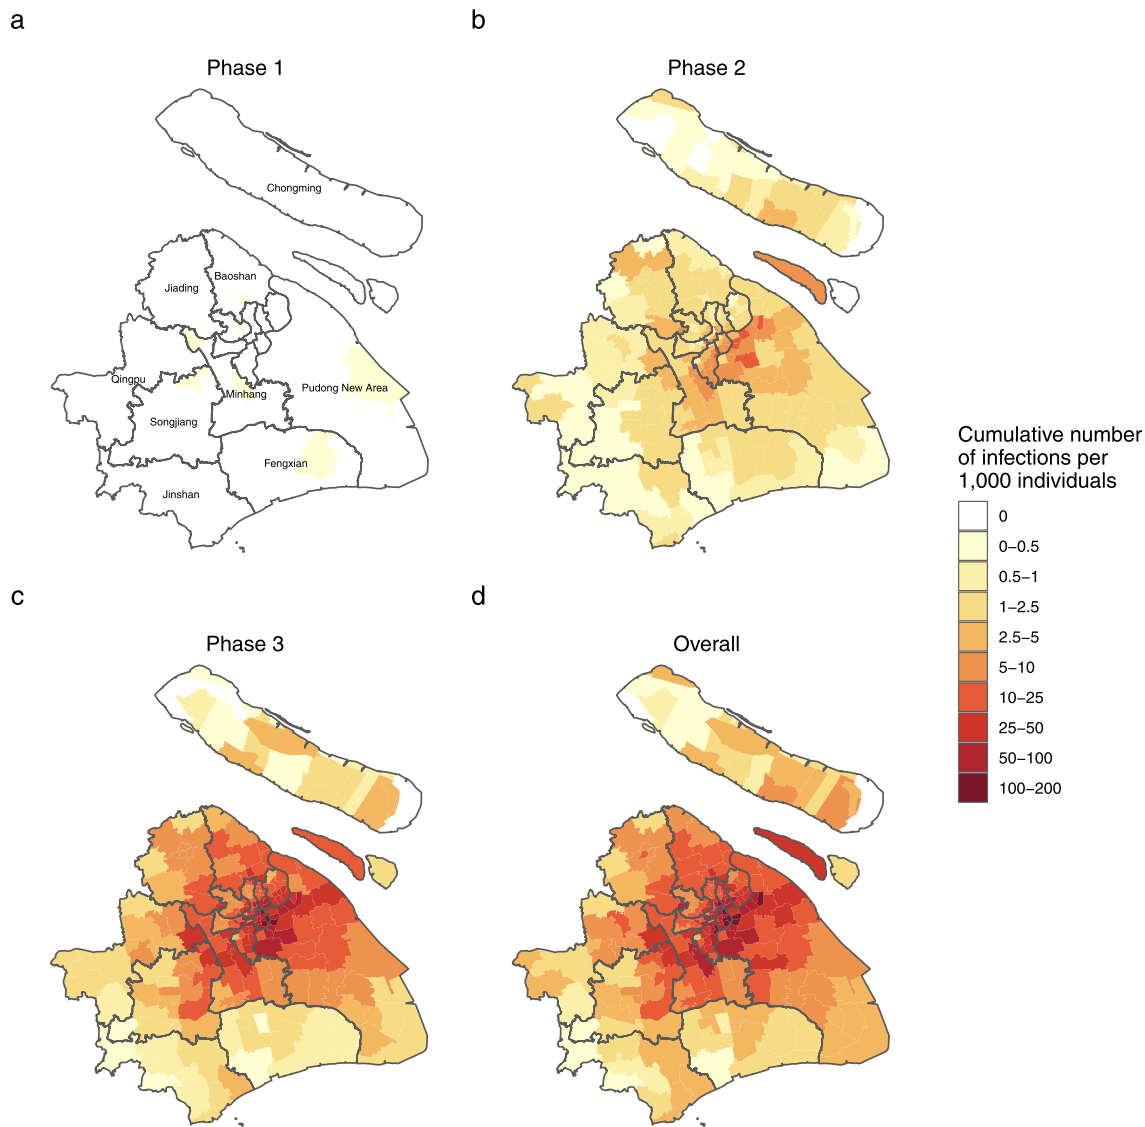 a
b
Phase 1
Phase 2
Chongming
Baoshan
Jiading
Qingpu
Pudong New Area
Minhang
Songjiang
Fengxian
Jinshan
Cumulative number
of infections per
1,000 individuals
0
0−0.5
0.5−1
1−2.5
2.5−5
5−10
10−25
25−50
50−100
100−200
c
d
Phase 3
Overall